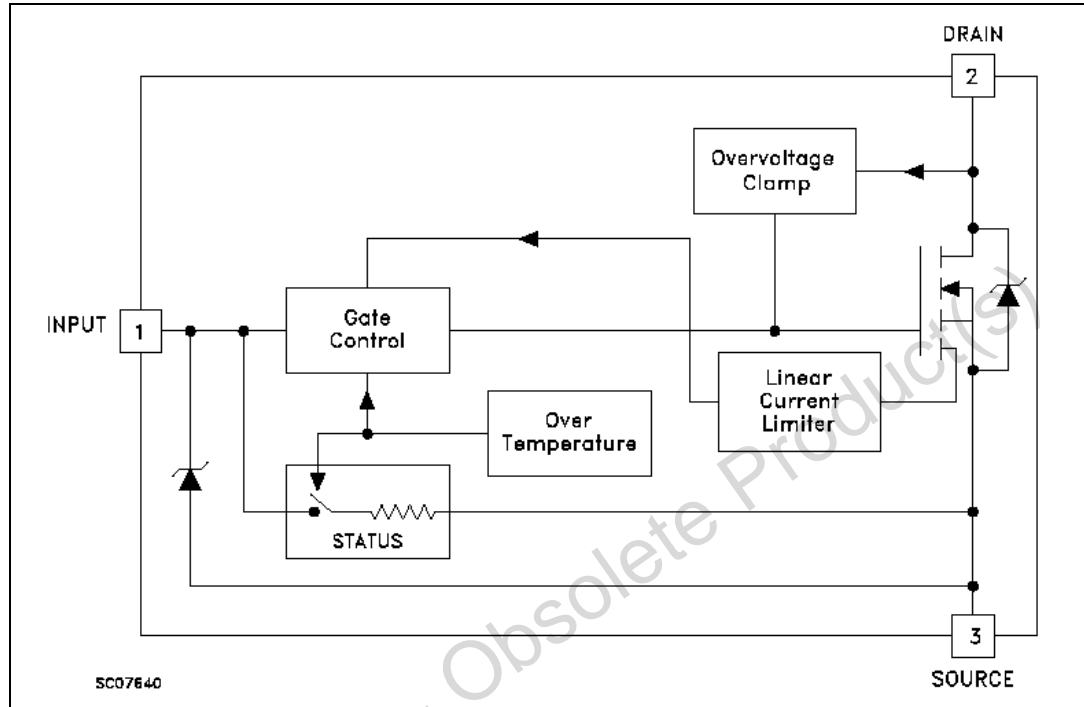 DRAIN
2
Overvoltage
Clamp
INPUT
1
Gate
Control
Linear
Current
Limiter
Over
Temperature
STATUS
3
SOURCE
SC07640
Obsolete Product(s)